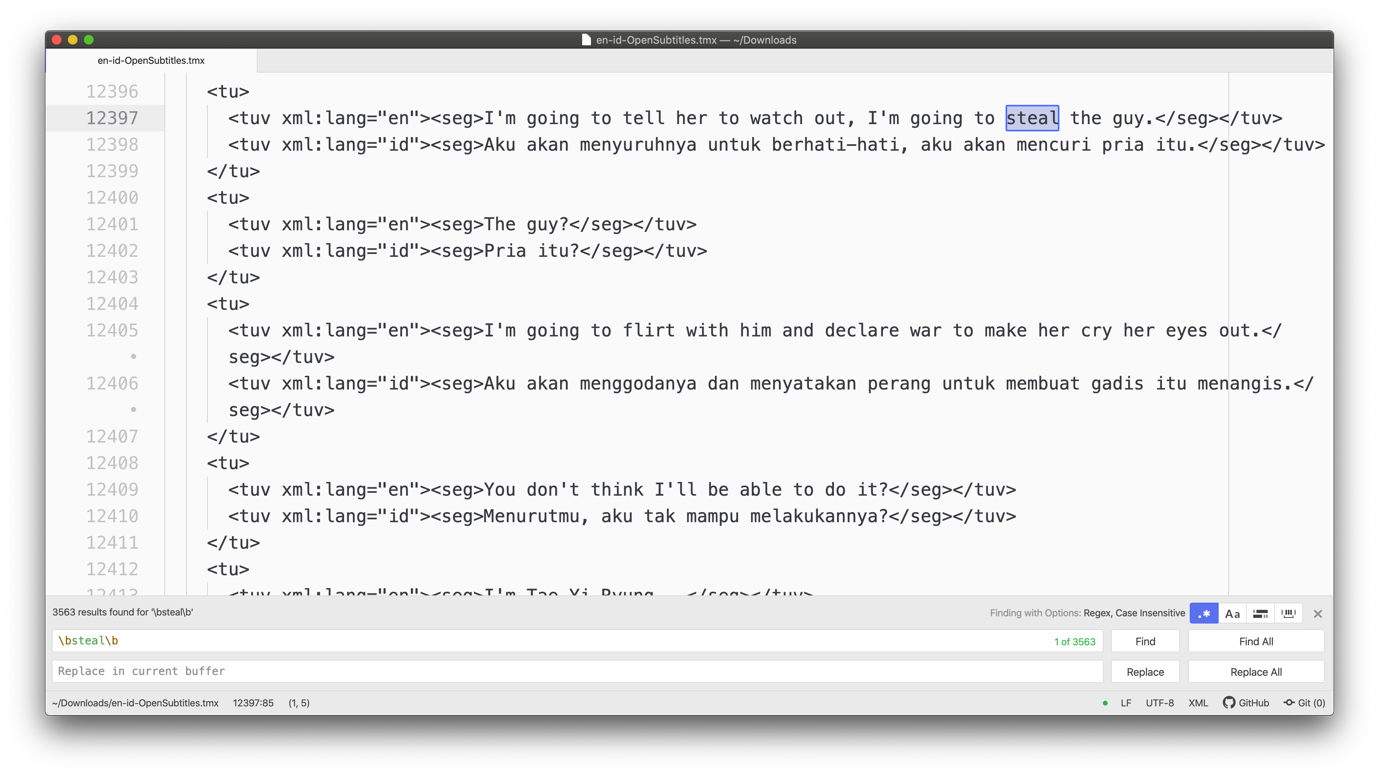 en-id-OpenSubtitles.tmx — ~/Downloads
en-id-OpenSubtitles.tmx
12396 <tu>
12397 <tuv xml:lang="en"><seg>I'm going to tell her to watch out, I'm going to steal the guy.</seg></tuv>
12398 <tuv xml:lang="id"><seg>Aku akan menyuruhnya untuk berhati-hati, aku akan mencuri pria itu.</seg></tuv>
12399 </tu>
12400 <tu>
12401 <tuv xml:lang="en"><seg>The guy?</seg></tuv>
12402 <tuv xml:lang="id"><seg>Pria itu?</seg></tuv>
12403 </tu>
12404 <tu>
12405 <tuv xml:lang="en"><seg>I'm going to flirt with him and declare war to make her cry her eyes out.</
• seg></tuv>
12406 <tuv xml:lang="id"><seg>Aku akan menggodanya dan menyatakan perang untuk membuat gadis itu menangis.</
• seg></tuv>
12407 </tu>
12408 <tu>
12409 <tuv xml:lang="en"><seg>You don't think I'll be able to do it?</seg></tuv>
12410 <tuv xml:lang="id"><seg>Menurutmu, aku tak mampu melakukannya?</seg></tuv>
12411 </tu>
12412 <tu>
12413 <tuv xml:lang="en"><seg>I'm Tae Yi
3563 results found for '\bsteal\b'
Finding with Options: Regex, Case Insensitive .* Aa
\bsteal\b 1 of 3563 Find Find All
Replace in current buffer Replace Replace All
~/Downloads/en-id-OpenSubtitles.tmx 12397:85 (1, 5) LF UTF-8 XML GitHub Git (0)